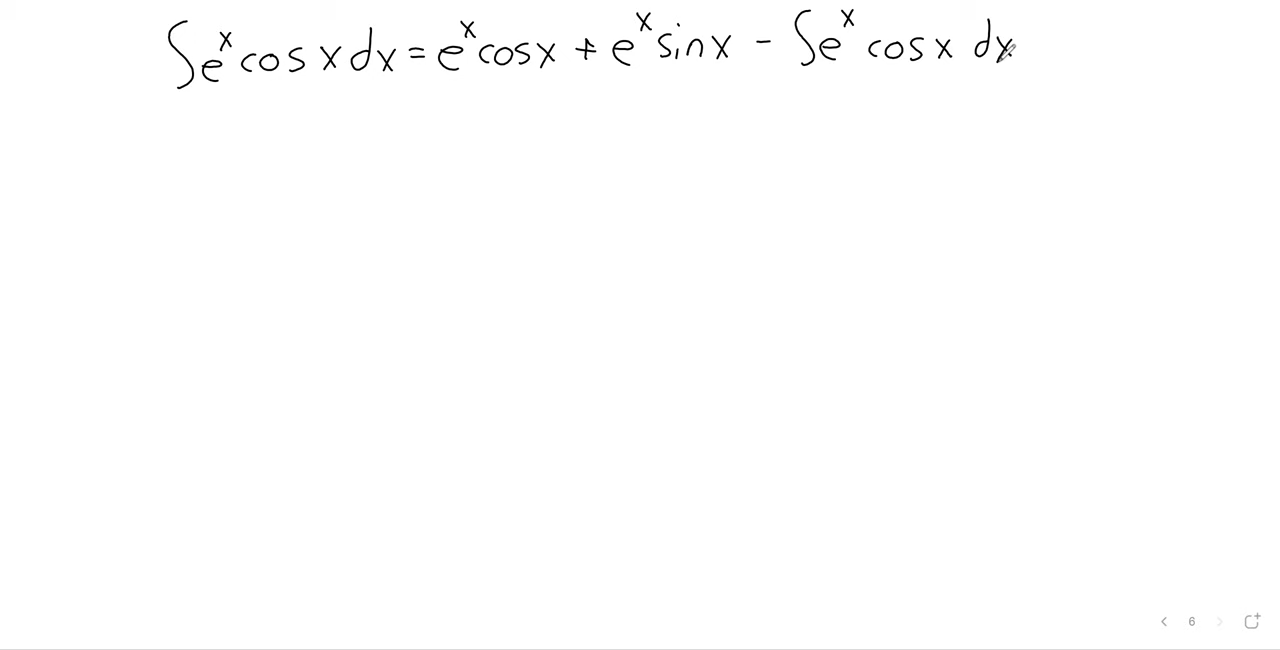 ∫e^x cos x dx = e^x cos x + e^x sin x - ∫e^x cos x dx
6